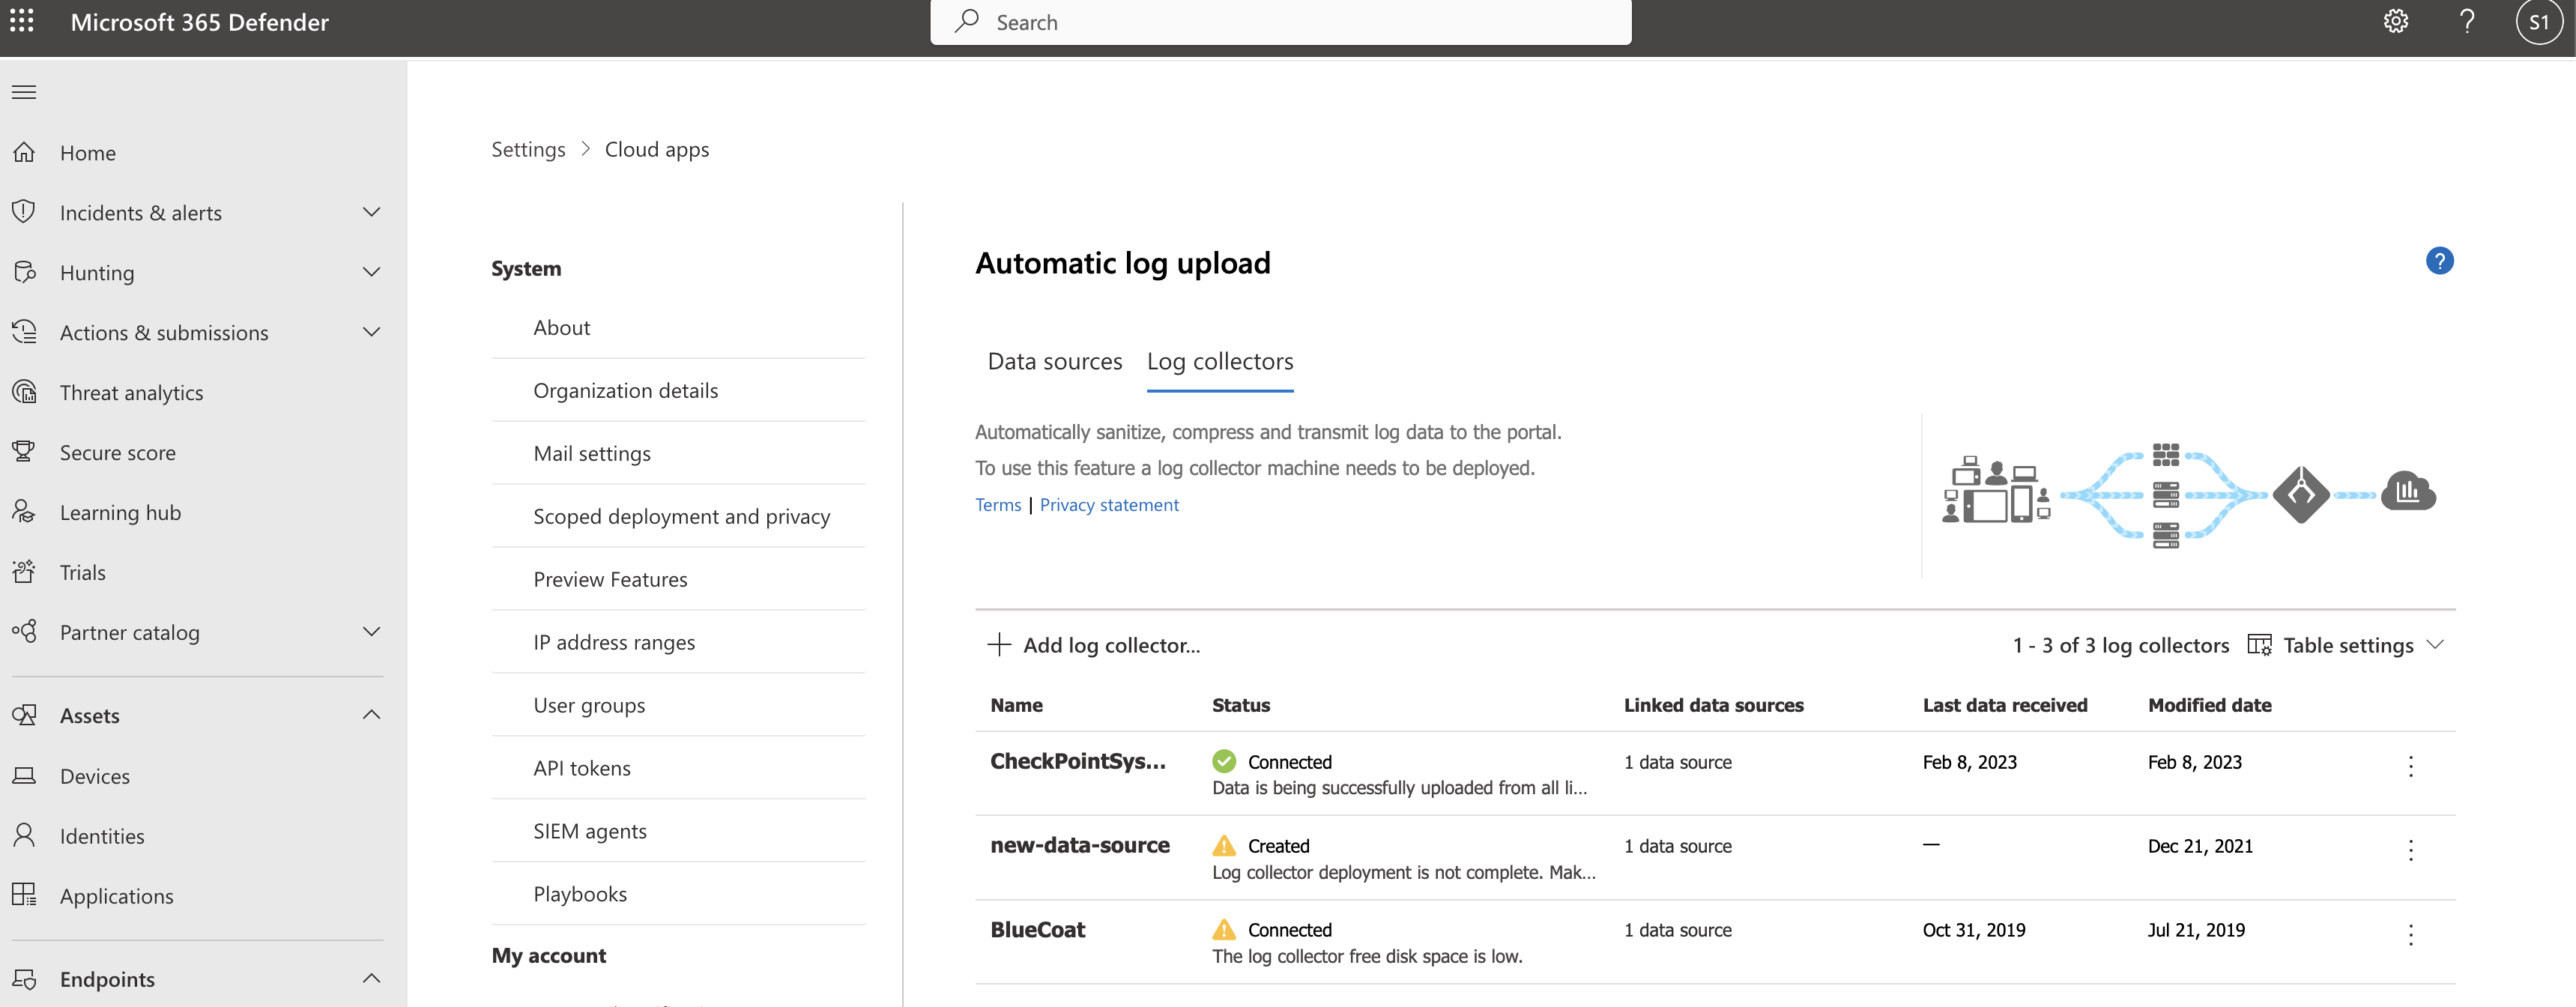 Microsoft 365 Defender
Search
S1
Home
Incidents & alerts
Hunting
Actions & submissions
Threat analytics
Secure score
Learning hub
Trials
Partner catalog
Assets
Devices
Identities
Applications
Endpoints
Settings > Cloud apps
System
About
Organization details
Mail settings
Scoped deployment and privacy
Preview Features
IP address ranges
User groups
API tokens
SIEM agents
Playbooks
My account
Automatic log upload
?
Data sources Log collectors
Automatically sanitize, compress and transmit log data to the portal.
To use this feature a log collector machine needs to be deployed.
Terms | Privacy statement
Add log collector...
1 - 3 of 3 log collectors Table settings
Name Status Linked data sources Last data received Modified date
CheckPointSys... Connected 1 data source Feb 8, 2023 Feb 8, 2023
Data is being successfully uploaded from all li...
new-data-source Created 1 data source — Dec 21, 2021
Log collector deployment is not complete. Mak...
BlueCoat Connected 1 data source Oct 31, 2019 Jul 21, 2019
The log collector free disk space is low.